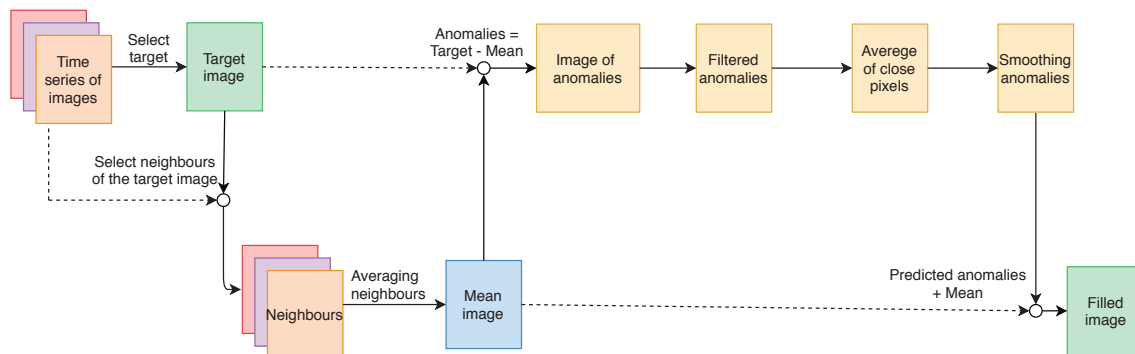 Time
series of
images
Select
target
Target
image
Anomalies =
Target - Mean
Image of
anomalies
Filtered
anomalies
Averege
of close
pixels
Smoothing
anomalies
Select neighbours
of the target image
Neighbours
Averaging
neighbours
Mean
image
Predicted anomalies
+ Mean
Filled
image